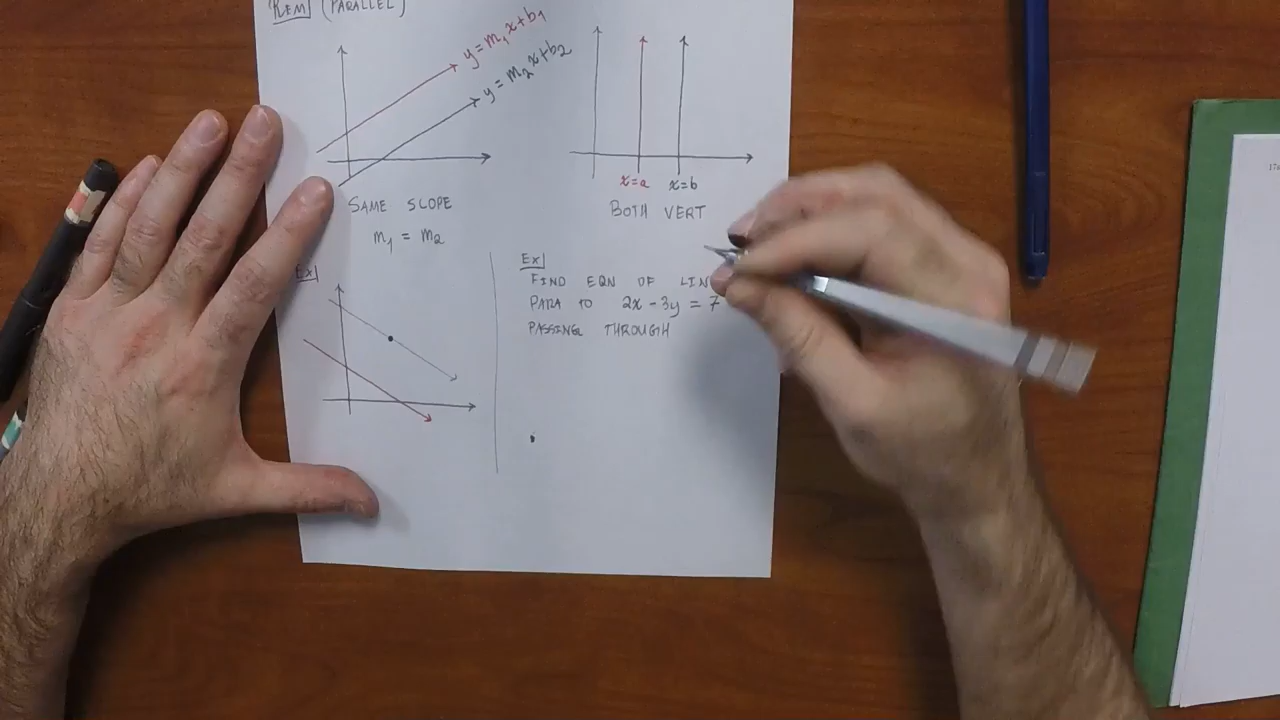 REM (PARALLEL)
y = m₁x + b₁
y = m₂x + b₂
x = a
x = b
SAME SLOPE
m₁ = m₂
BOTH VERT
Ex
Ex
FIND EQN OF
PARA TO 2x - 3y = 7
PASSING THROUGH